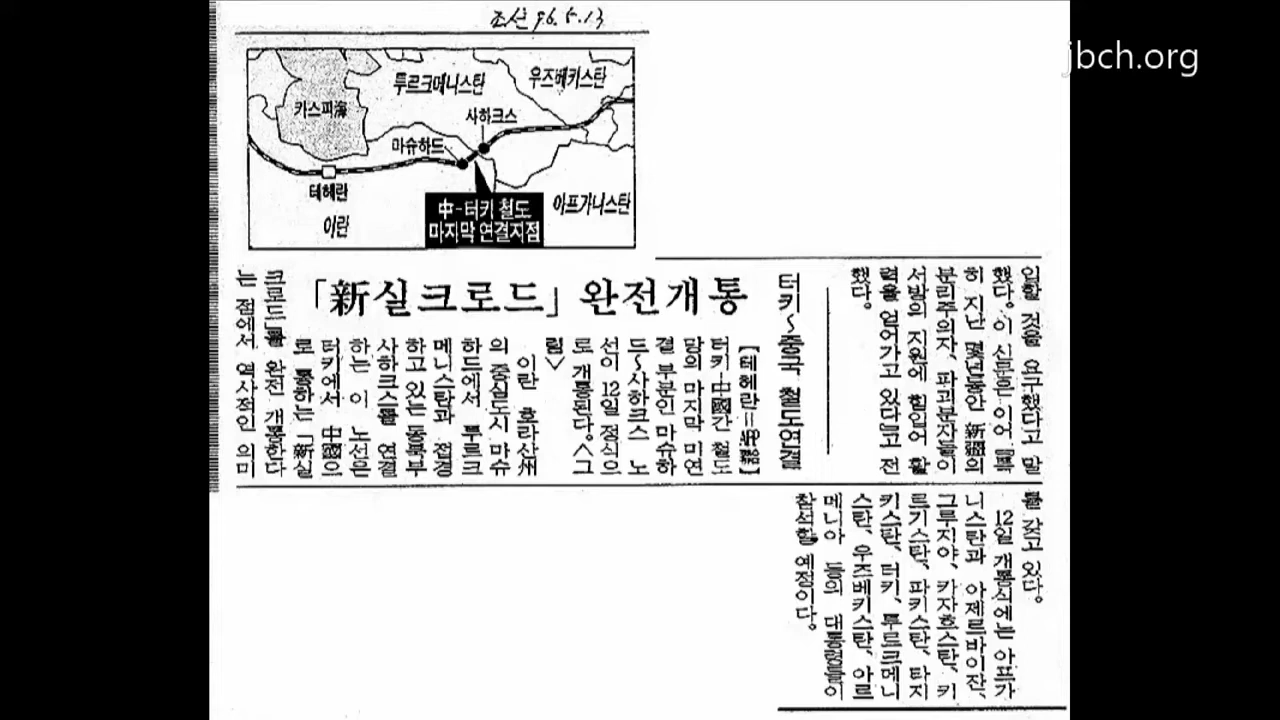 조선 96.5.13
jbch.org
투르크메니스탄
우즈베키스탄
카스피海
사하크스
마슈하드
테헤란
이란
아프가니스탄
中-터키 철도
마지막 연결지점
「新실크로드」 완전개통
터키~중국 철도연결
입할 것을 요구했다고 말
했다。이 신문은 이어 「특
히 지난 몇년동안 新疆의
분리주의자、파괴분자들이
서방의 지원에 힘입어 활
력을 얻어가고 있다」고 전
했다。
【테헤란=AFP聯合】
터키-中國간 철도
망의 마지막 미연
결 부분인 마슈하
드~사하크스 노
선이 12일 정식으
로 개통된다。<그
림>
이란 호라산州
의 중심도시 마슈
하드에서 투르크
메니스탄과 접경
하고 있는 동북부
사하크스를 연결
하는 이 노선은
터키에서 中國으
로 통하는 「新실
크로드」를 완전 개통한다
는 점에서 역사적인 의미
를 갖고 있다。
12일 개통식에는 아프가
니스탄과 아제르바이잔、
그루지야、카자흐스탄、키
르기스탄、파키스탄、타지
키스탄、터키、투르크메니
스탄、우즈베키스탄、아르
메니아 등의 대통령들이
참석할 예정이다。